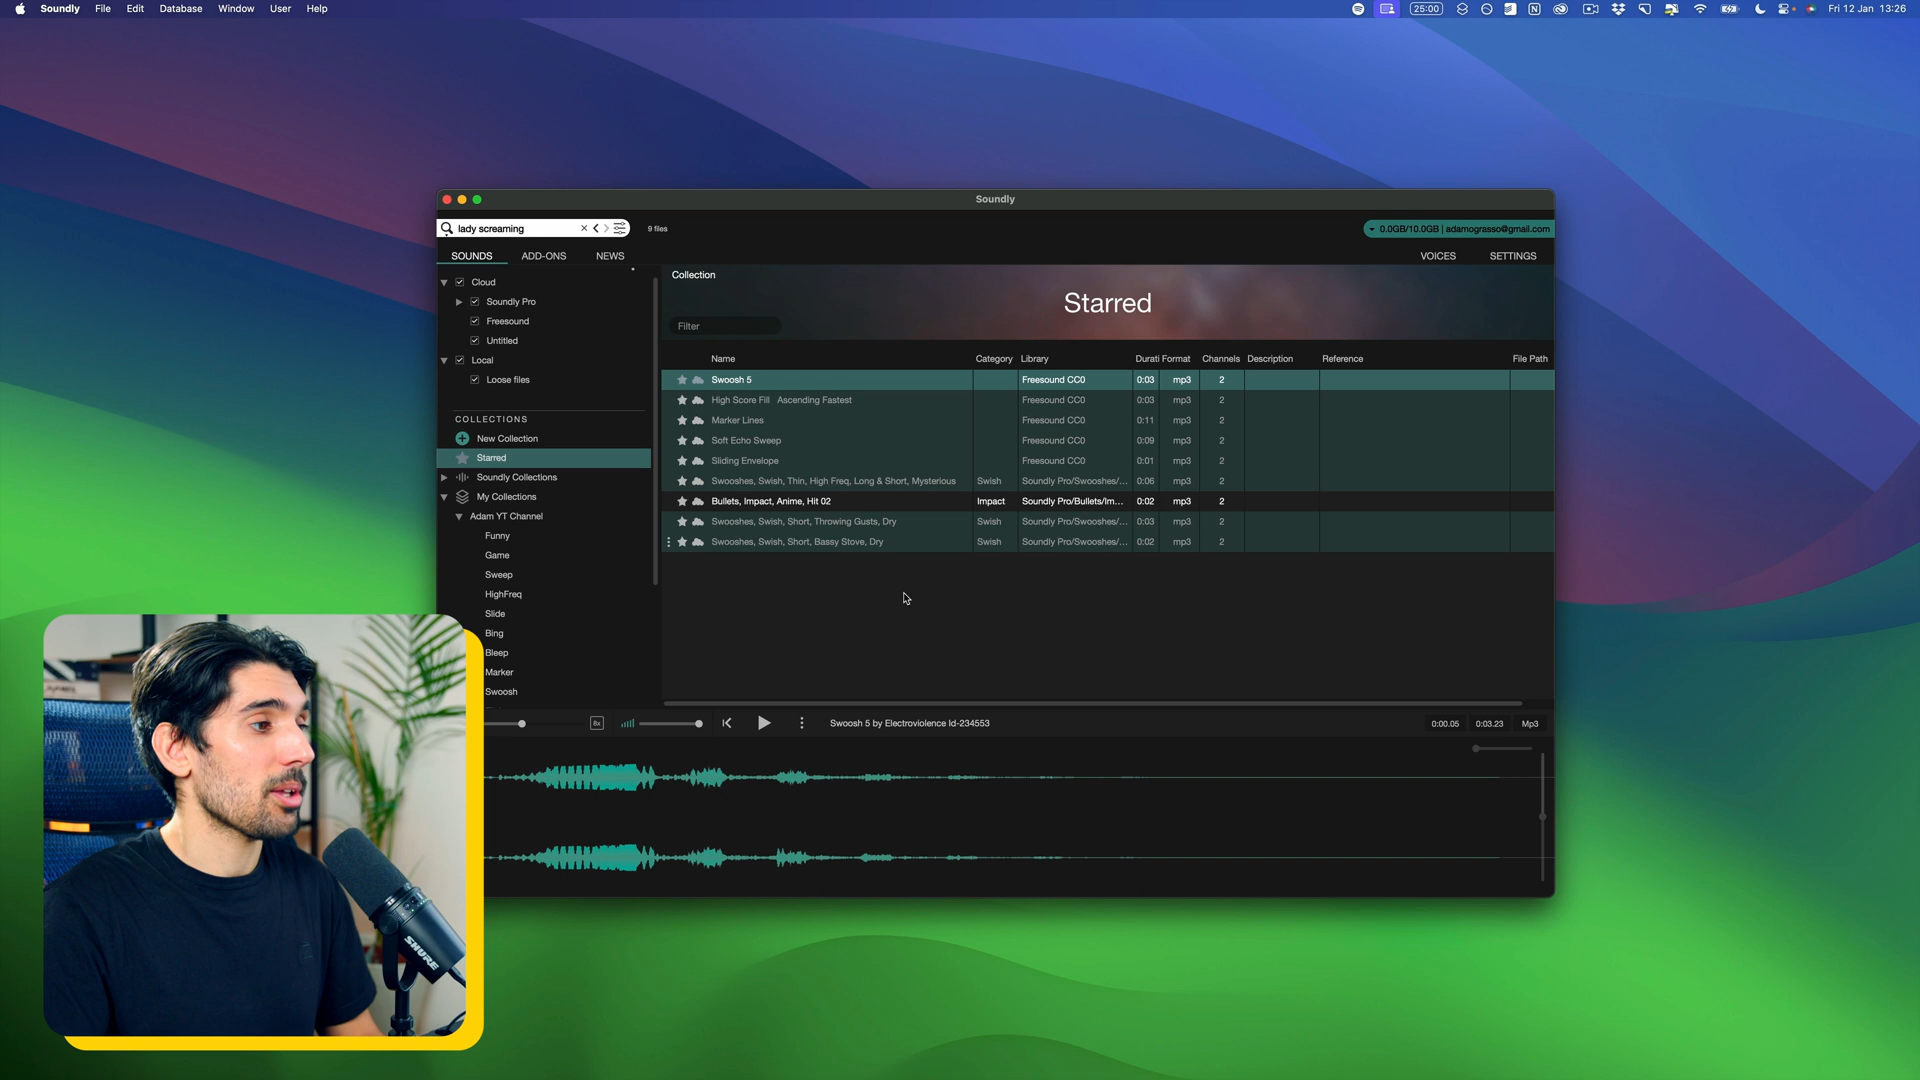 Soundly File Edit Database Window User Help
25:00 Fri 12 Jan 13:26
Soundly
lady screaming
9 files
0.0GB/10.0GB | adamograsso@gmail.com
SOUNDS ADD-ONS NEWS
VOICES SETTINGS
Cloud
Soundly Pro
Freesound
Untitled
Local
Loose files
COLLECTIONS
New Collection
Starred
Soundly Collections
My Collections
Adam YT Channel
Funny
Game
Sweep
HighFreq
Slide
Bing
Bleep
Marker
Swoosh
Collection
Starred
Filter
Name Category Library Durati Format Channels Description Reference File Path
Swoosh 5 Freesound CC0 0:03 mp3 2
High Score Fill Ascending Fastest Freesound CC0 0:03 mp3 2
Marker Lines Freesound CC0 0:11 mp3 2
Soft Echo Sweep Freesound CC0 0:09 mp3 2
Sliding Envelope Freesound CC0 0:01 mp3 2
Swooshes, Swish, Thin, High Freq, Long & Short, Mysterious Swish Soundly Pro/Swooshes/... 0:06 mp3 2
Bullets, Impact, Anime, Hit 02 Impact Soundly Pro/Bullets/Im... 0:02 mp3 2
Swooshes, Swish, Short, Throwing Gusts, Dry Swish Soundly Pro/Swooshes/... 0:03 mp3 2
Swooshes, Swish, Short, Bassy Stove, Dry Swish Soundly Pro/Swooshes/... 0:02 mp3 2
8x
Swoosh 5 by Electroviolence Id-234553
0:00.05 0:03.23 Mp3
SHURE